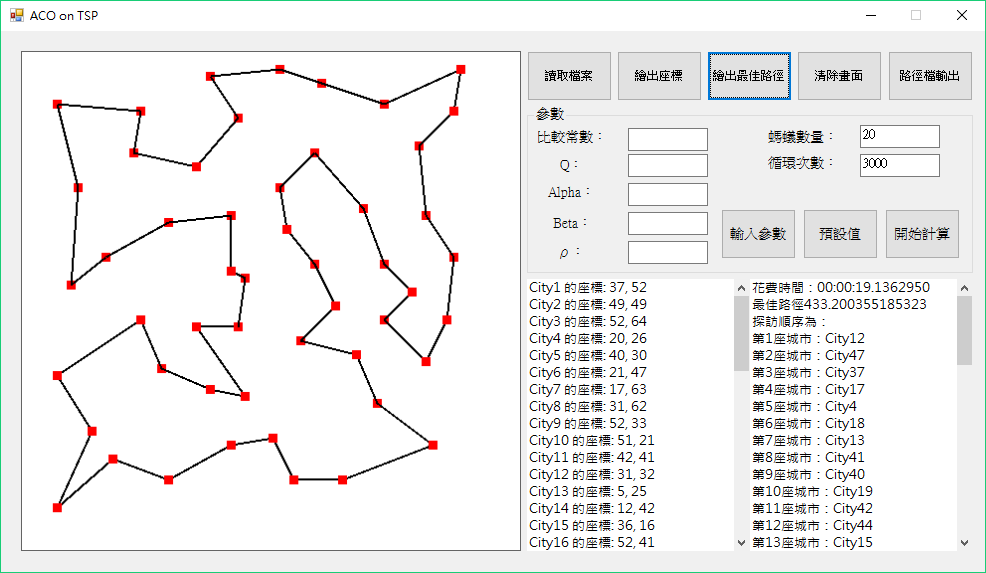 ACO on TSP
讀取檔案
繪出座標
繪出最佳路徑
清除畫面
路徑檔輸出
參數
比較常數：
螞蟻數量：
20
Q：
循環次數：
3000
Alpha：
Beta：
輸入參數
預設值
開始計算
ρ：
City1 的座標: 37, 52
City2 的座標: 49, 49
City3 的座標: 52, 64
City4 的座標: 20, 26
City5 的座標: 40, 30
City6 的座標: 21, 47
City7 的座標: 17, 63
City8 的座標: 31, 62
City9 的座標: 52, 33
City10 的座標: 51, 21
City11 的座標: 42, 41
City12 的座標: 31, 32
City13 的座標: 5, 25
City14 的座標: 12, 42
City15 的座標: 36, 16
City16 的座標: 52, 41
花費時間：00:00:19.1362950
最佳路徑433.200355185323
探訪順序為：
第1座城市：City12
第2座城市：City47
第3座城市：City37
第4座城市：City17
第5座城市：City4
第6座城市：City18
第7座城市：City13
第8座城市：City41
第9座城市：City40
第10座城市：City19
第11座城市：City42
第12座城市：City44
第13座城市：City15